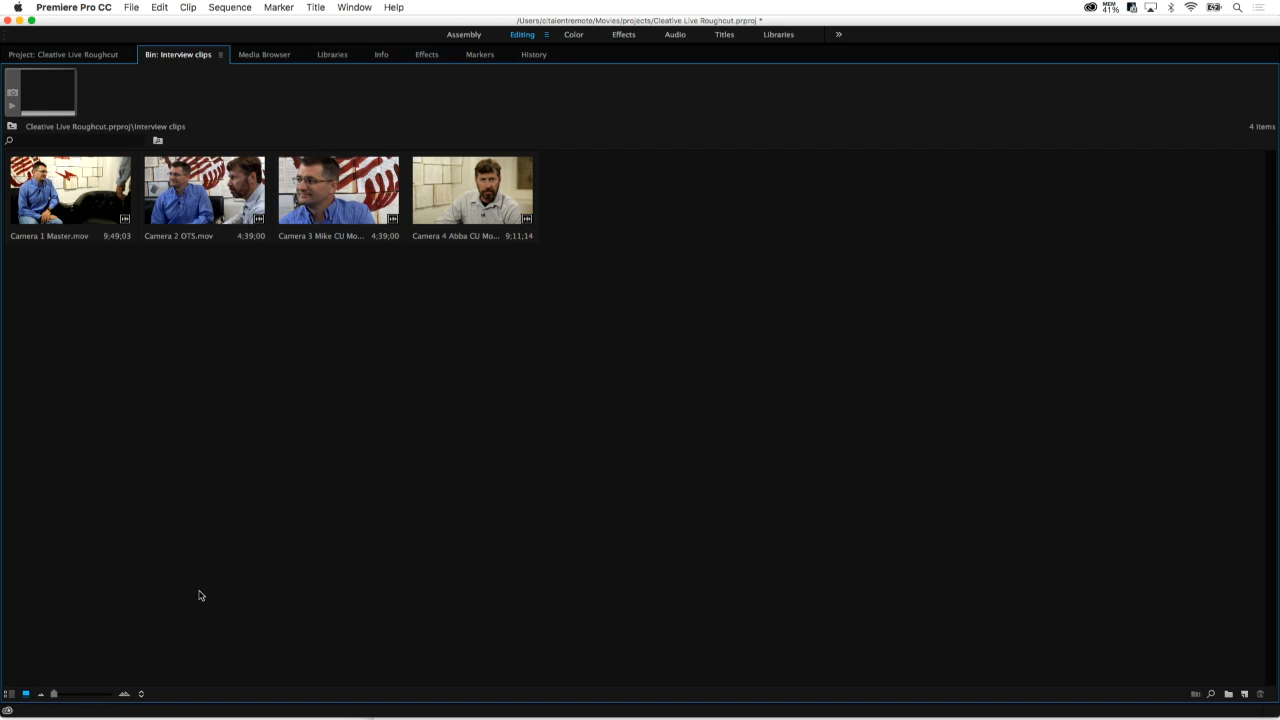 Premiere Pro CC File Edit Clip Sequence Marker Title Window Help MEM 41%
/Users/citalentremote/Movies/projects/Cleative Live Roughcut.prproj *
Assembly Editing Color Effects Audio Titles Libraries
Project: Cleative Live Roughcut Bin: Interview clips Media Browser Libraries Info Effects Markers History
Cleative Live Roughcut.prproj\Interview clips 4 Items
Camera 1 Master.mov 9;49;03 Camera 2 OTS.mov 4;39;00 Camera 3 Mike CU Mo... 4;39;00 Camera 4 Abba CU Mo... 9;11;14